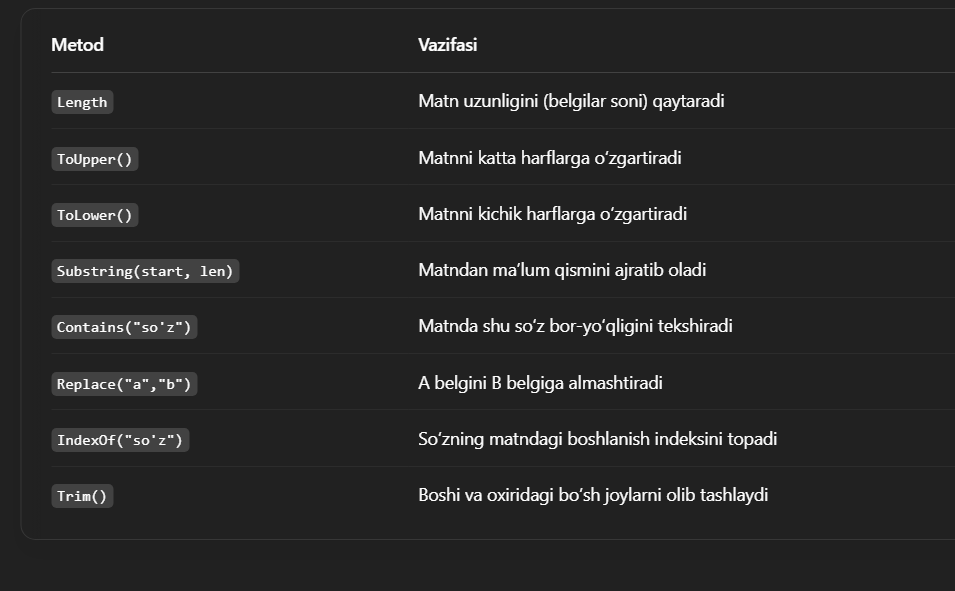 Metod Vazifasi
Length Matn uzunligini (belgilar soni) qaytaradi
ToUpper() Matnni katta harflarga o‘zgartiradi
ToLower() Matnni kichik harflarga o‘zgartiradi
Substring(start, len) Matndan ma’lum qismini ajratib oladi
Contains("so'z") Matnda shu so‘z bor-yo‘qligini tekshiradi
Replace("a","b") A belgini B belgiga almashtiradi
IndexOf("so'z") So‘zning matndagi boshlanish indeksini topadi
Trim() Boshi va oxiridagi bo‘sh joylarni olib tashlaydi